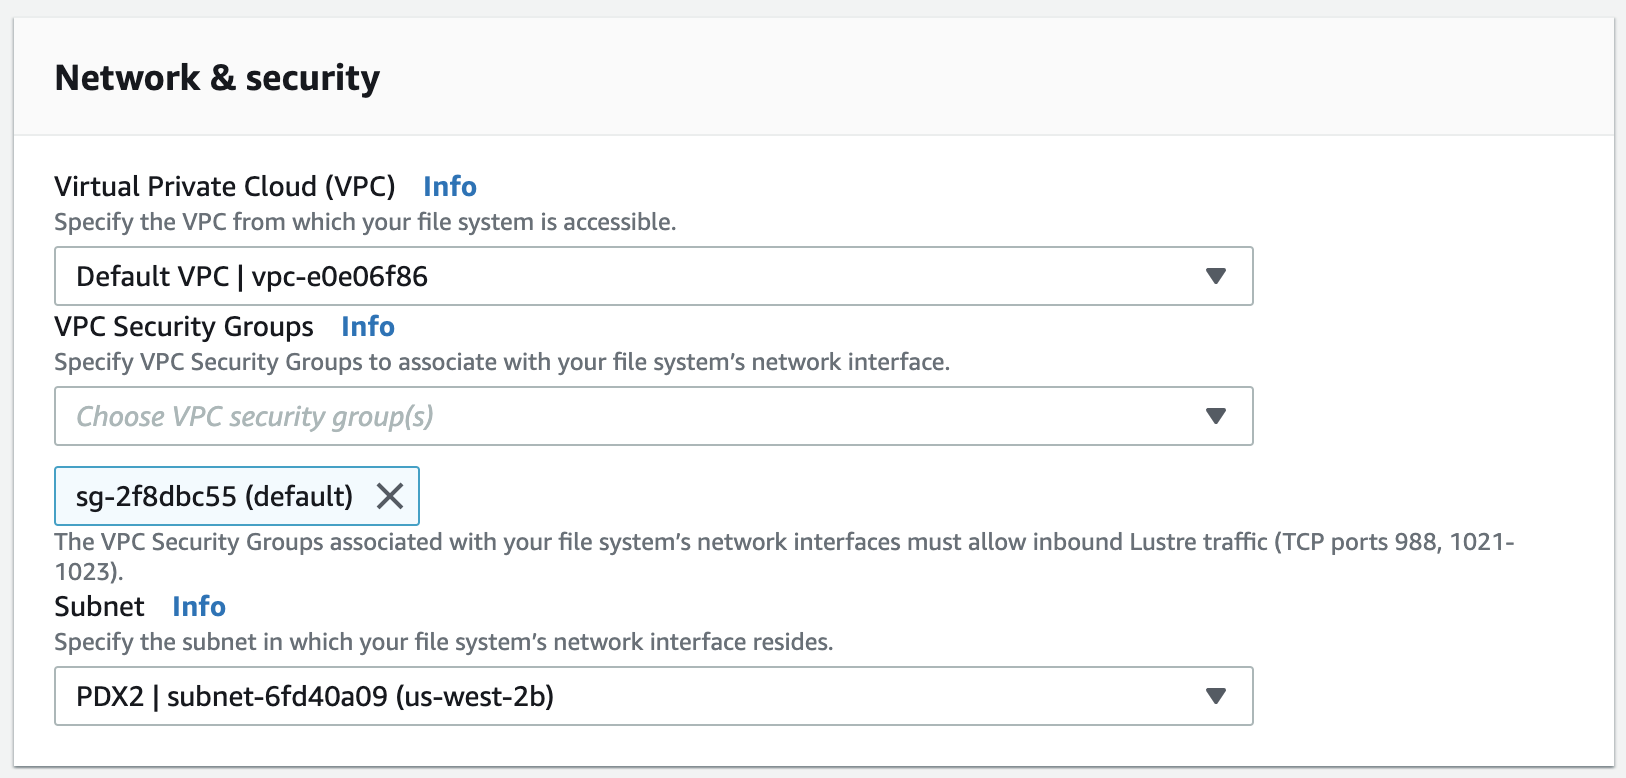 Network & security
Virtual Private Cloud (VPC) Info
Specify the VPC from which your file system is accessible.
Default VPC | vpc-e0e06f86
VPC Security Groups Info
Specify VPC Security Groups to associate with your file system’s network interface.
Choose VPC security group(s)
sg-2f8dbc55 (default)
The VPC Security Groups associated with your file system’s network interfaces must allow inbound Lustre traffic (TCP ports 988, 1021-
1023).
Subnet Info
Specify the subnet in which your file system’s network interface resides.
PDX2 | subnet-6fd40a09 (us-west-2b)